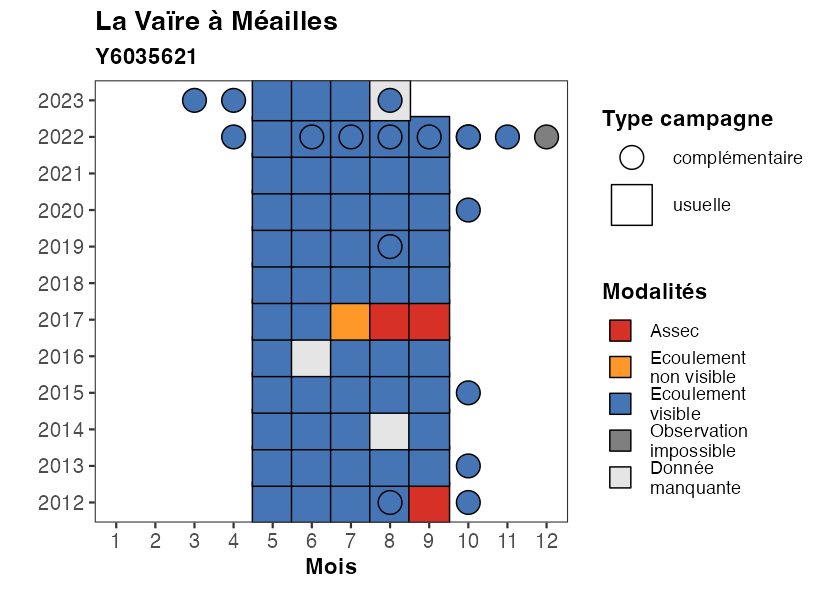 La Vaïre à Méailles
Y6035621
2023
2022
2021
2020
2019
2018
2017
2016
2015
2014
2013
2012
1 2 3 4 5 6 7 8 9 10 11 12
Mois
Type campagne
complémentaire
usuelle
Modalités
Assec
Ecoulement
non visible
Ecoulement
visible
Observation
impossible
Donnée
manquante